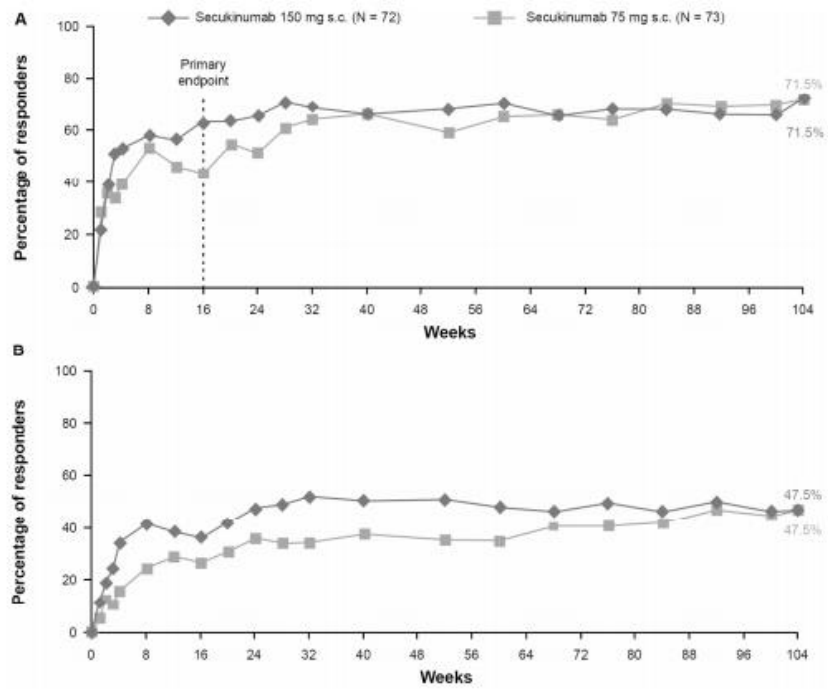 A
Secukinumab 150 mg s.c. (N = 72) Secukinumab 75 mg s.c. (N = 73)
Percentage of responders
100
80
60
40
20
0
Primary
endpoint
71.5%
71.5%
0 8 16 24 32 40 48 56 64 72 80 88 96 104
Weeks
B
Percentage of responders
100
80
60
40
20
0
47.5%
47.5%
0 8 16 24 32 40 48 56 64 72 80 88 96 104
Weeks